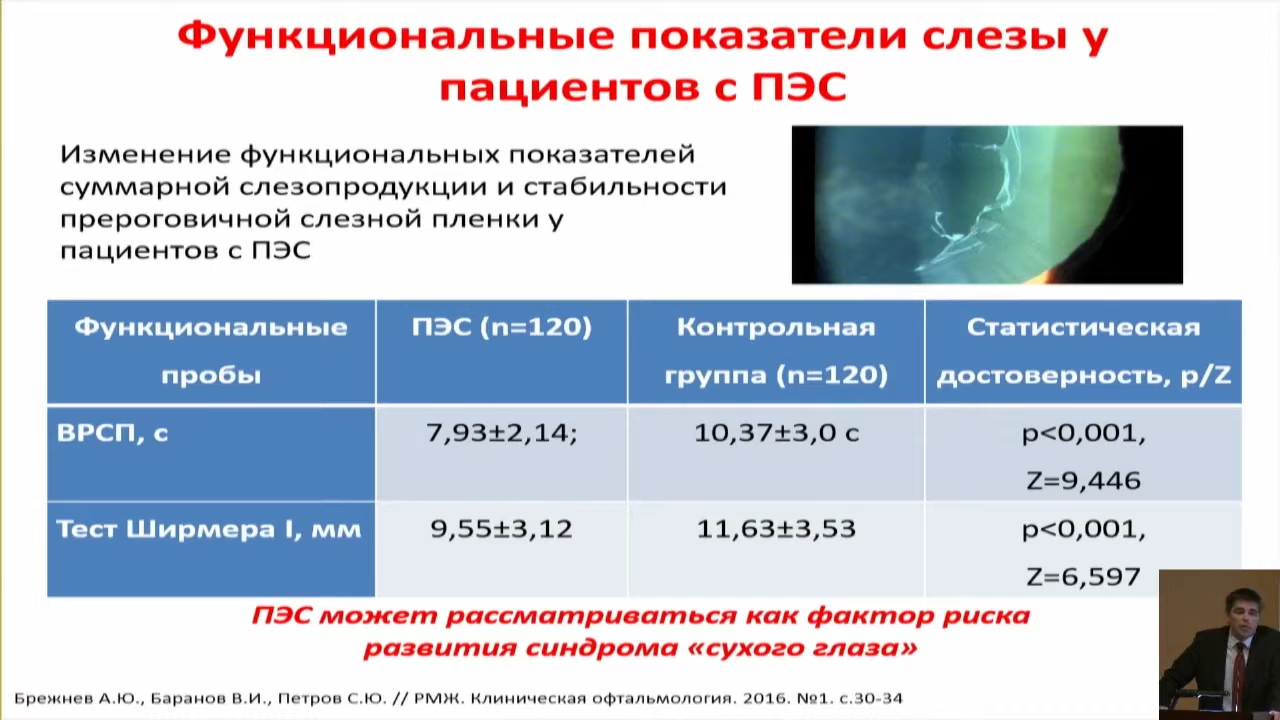 Функциональные показатели слезы у
пациентов с ПЭС
Изменение функциональных показателей
суммарной слезопродукции и стабильности
прероговичной слезной пленки у
пациентов с ПЭС
Функциональные
пробы
ПЭС (n=120)
Контрольная
группа (n=120)
Статистическая
достоверность, p/Z
ВРСП, с
7,93±2,14;
10,37±3,0 с
p<0,001,
Z=9,446
Тест Ширмера I, мм
9,55±3,12
11,63±3,53
p<0,001,
Z=6,597
ПЭС может рассматриваться как фактор риска
развития синдрома «сухого глаза»
Брежнев А.Ю., Баранов В.И., Петров С.Ю. // РМЖ. Клиническая офтальмология. 2016. №1. с.30-34